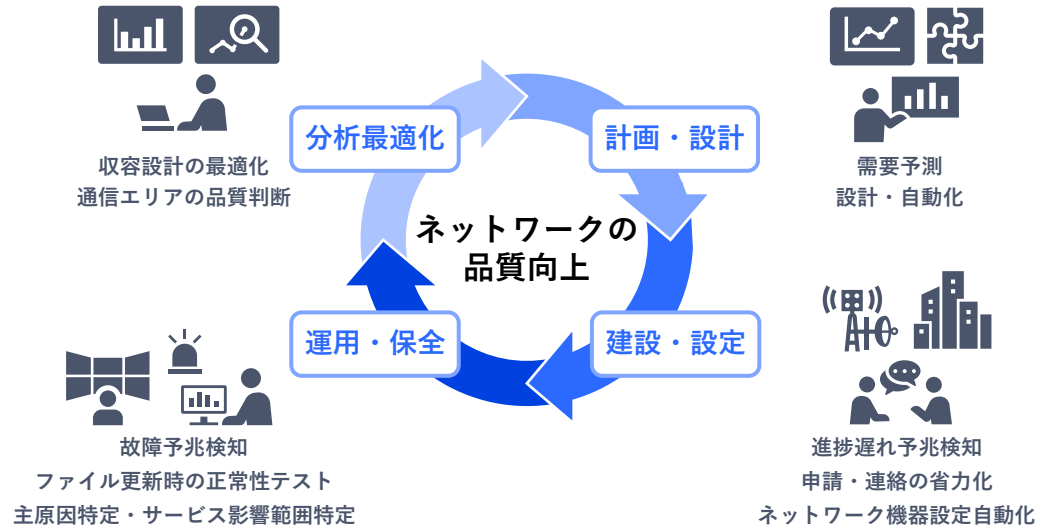 分析最適化
計画・設計
収容設計の最適化
通信エリアの品質判断
需要予測
設計・自動化
ネットワークの
品質向上
運用・保全
建設・設定
故障予兆検知
ファイル更新時の正常性テスト
主原因特定・サービス影響範囲特定
進捗遅れ予兆検知
申請・連絡の省力化
ネットワーク機器設定自動化